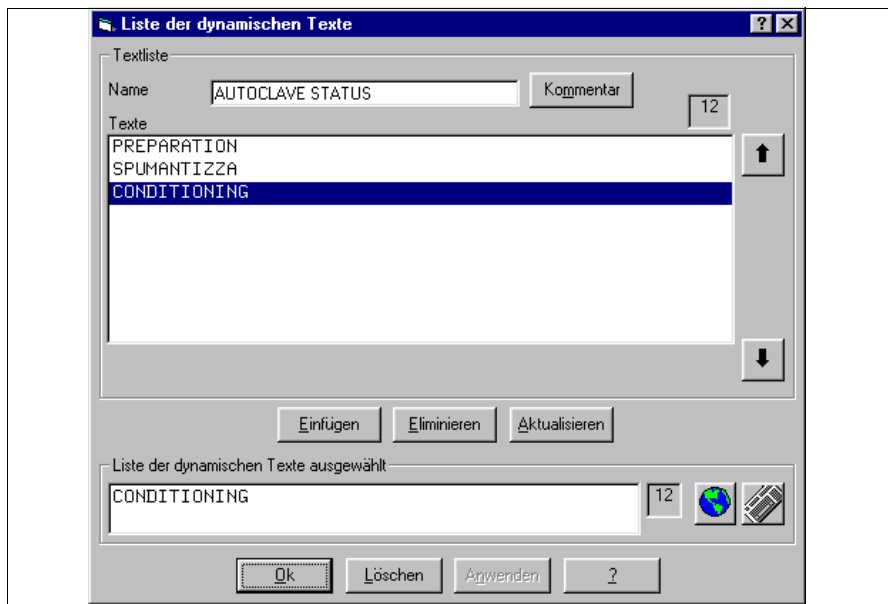 Liste der dynamischen Texte
Textliste
Name
AUTOCLAVE STATUS
Kommentar
12
Texte
PREPARATION
SPUMANTIZZA
CONDITIONING
Einfügen
Eliminieren
Aktualisieren
Liste der dynamischen Texte ausgewählt
CONDITIONING
12
Ok
Löschen
Anwenden
?